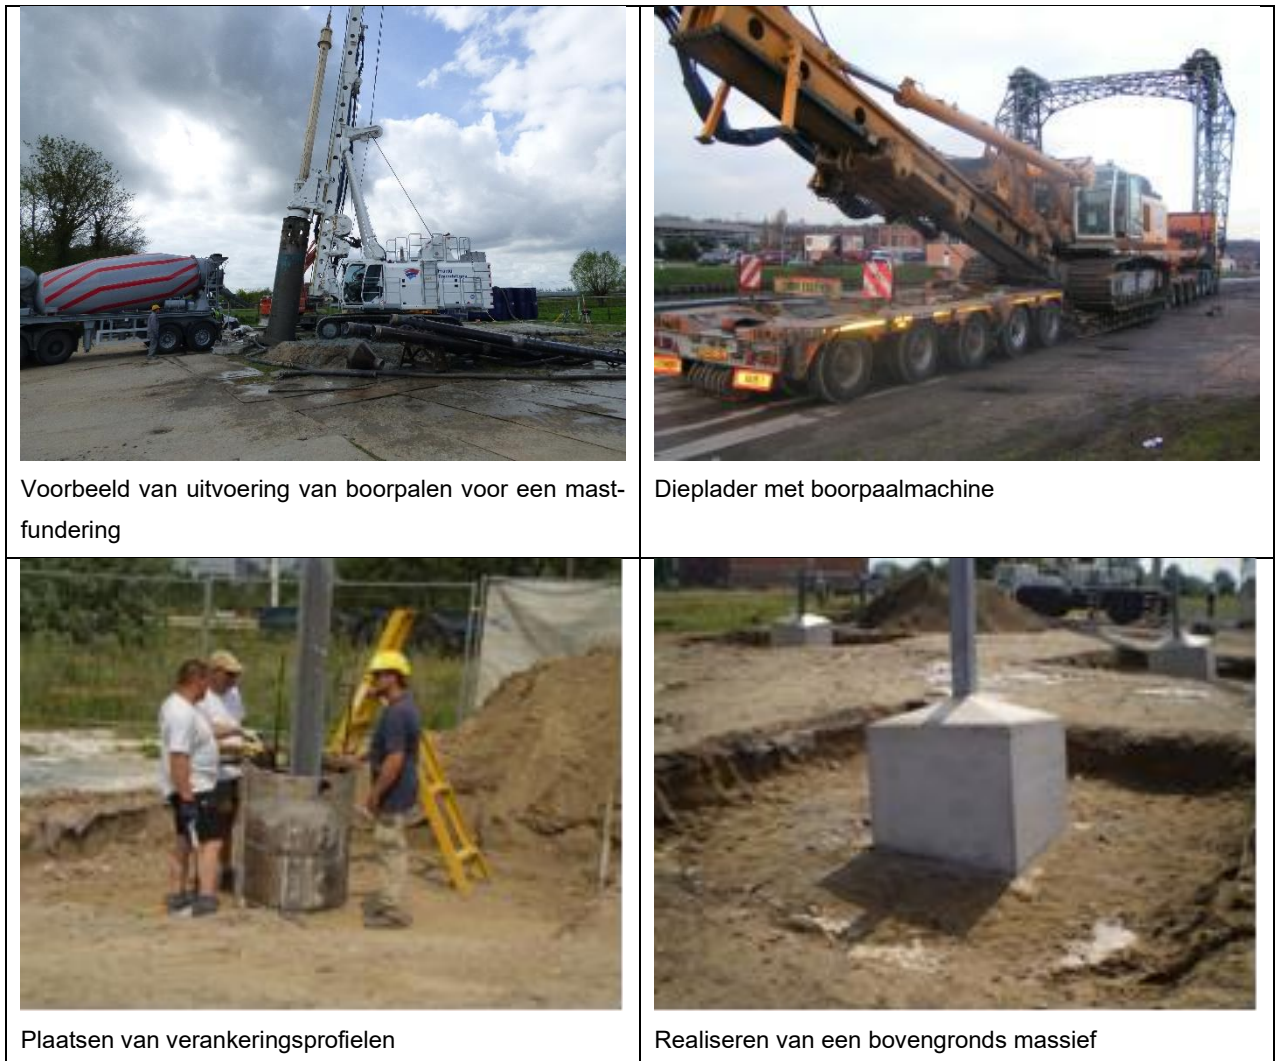 Voorbeeld van uitvoering van boorpalen voor een mast-
fundering
Dieplader met boorpaalmachine
Plaatsen van verankeringsprofielen
Realiseren van een bovengronds massief